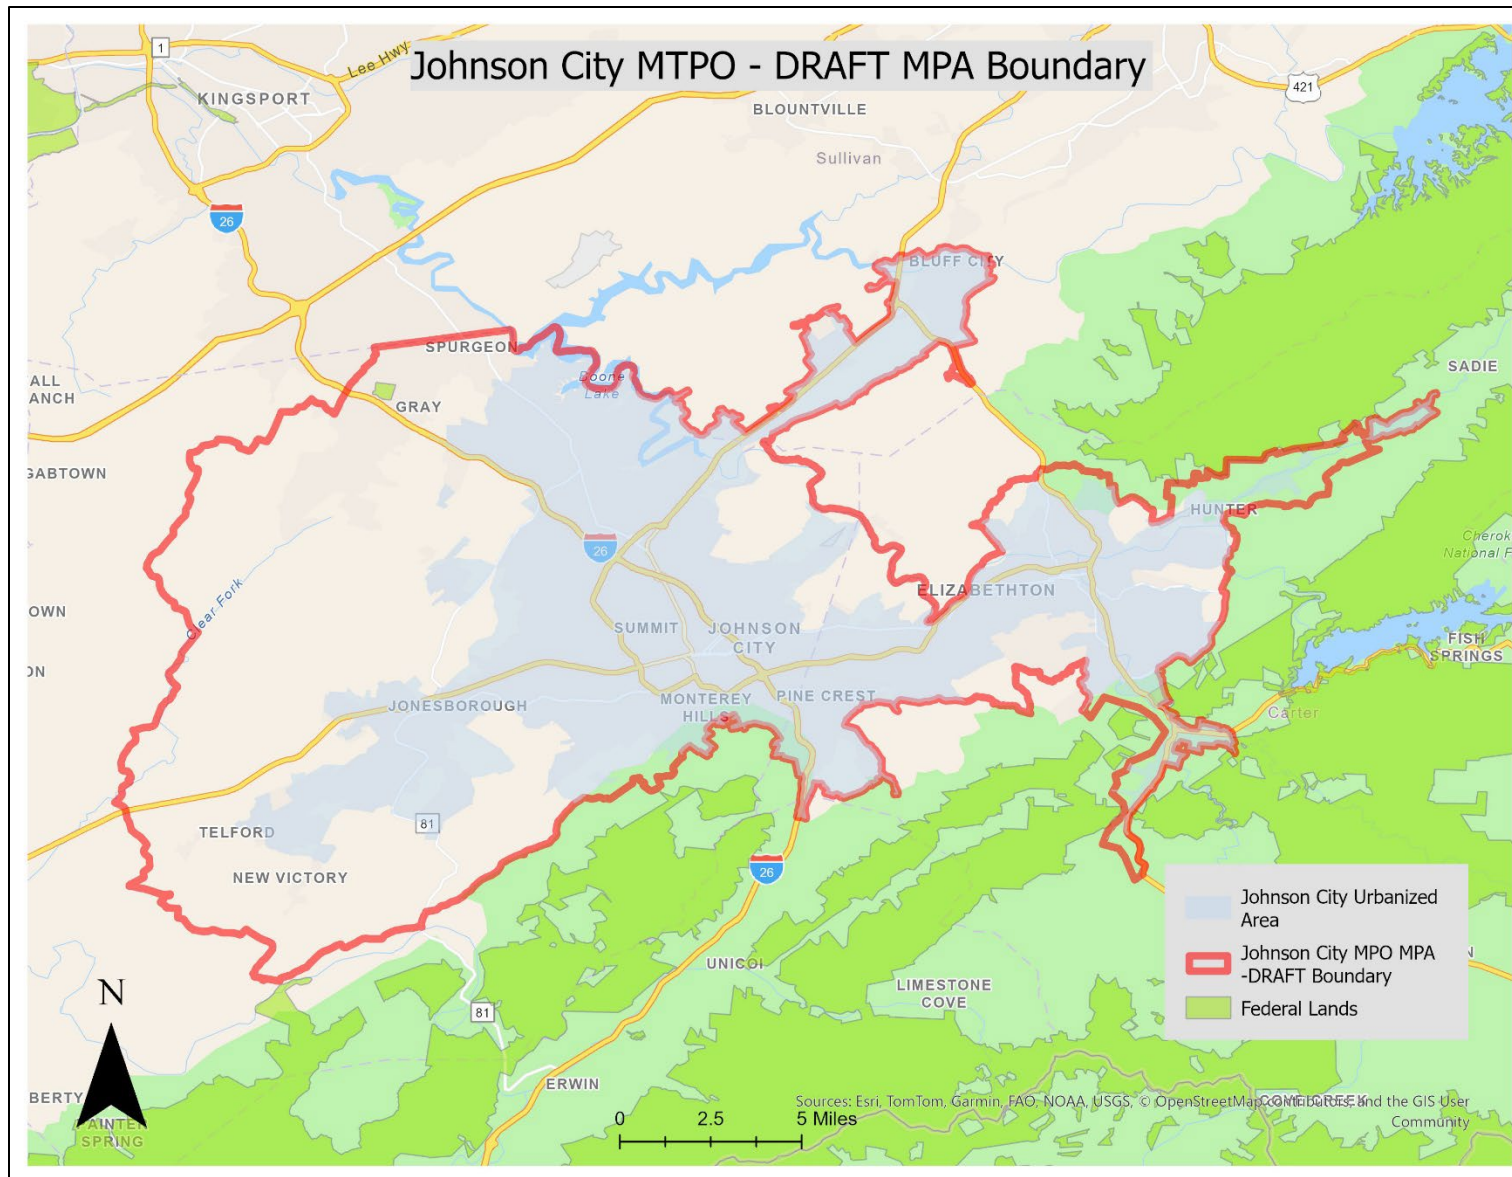 Johnson City MTPO - DRAFT MPA Boundary
1
Lee Hwy
KINGSPORT
BLOUNTVILLE
421
Sullivan
26
BLUFF CITY
SPURGEON
Boone
Lake
ALL
ANCH
GRAY
SADIE
GABTOWN
HUNTER
Cherok
National F
26
Clear Fork
ELIZABETHTON
OWN
SUMMIT
JOHNSON
CITY
FISH
SPRINGS
ON
JONESBOROUGH
MONTEREY
HILLS
PINE CREST
Carter
TELFORD
81
NEW VICTORY
26
UNICOI
LIMESTONE
COVE
81
ERWIN
N
BERTY
PAINTER
SPRING
0 2.5 5 Miles
Johnson City Urbanized
Area
Johnson City MPO MPA
-DRAFT Boundary
N
Federal Lands
COVE CREEK
Sources: Esri, TomTom, Garmin, FAO, NOAA, USGS, © OpenStreetMap contributors, and the GIS User
Community